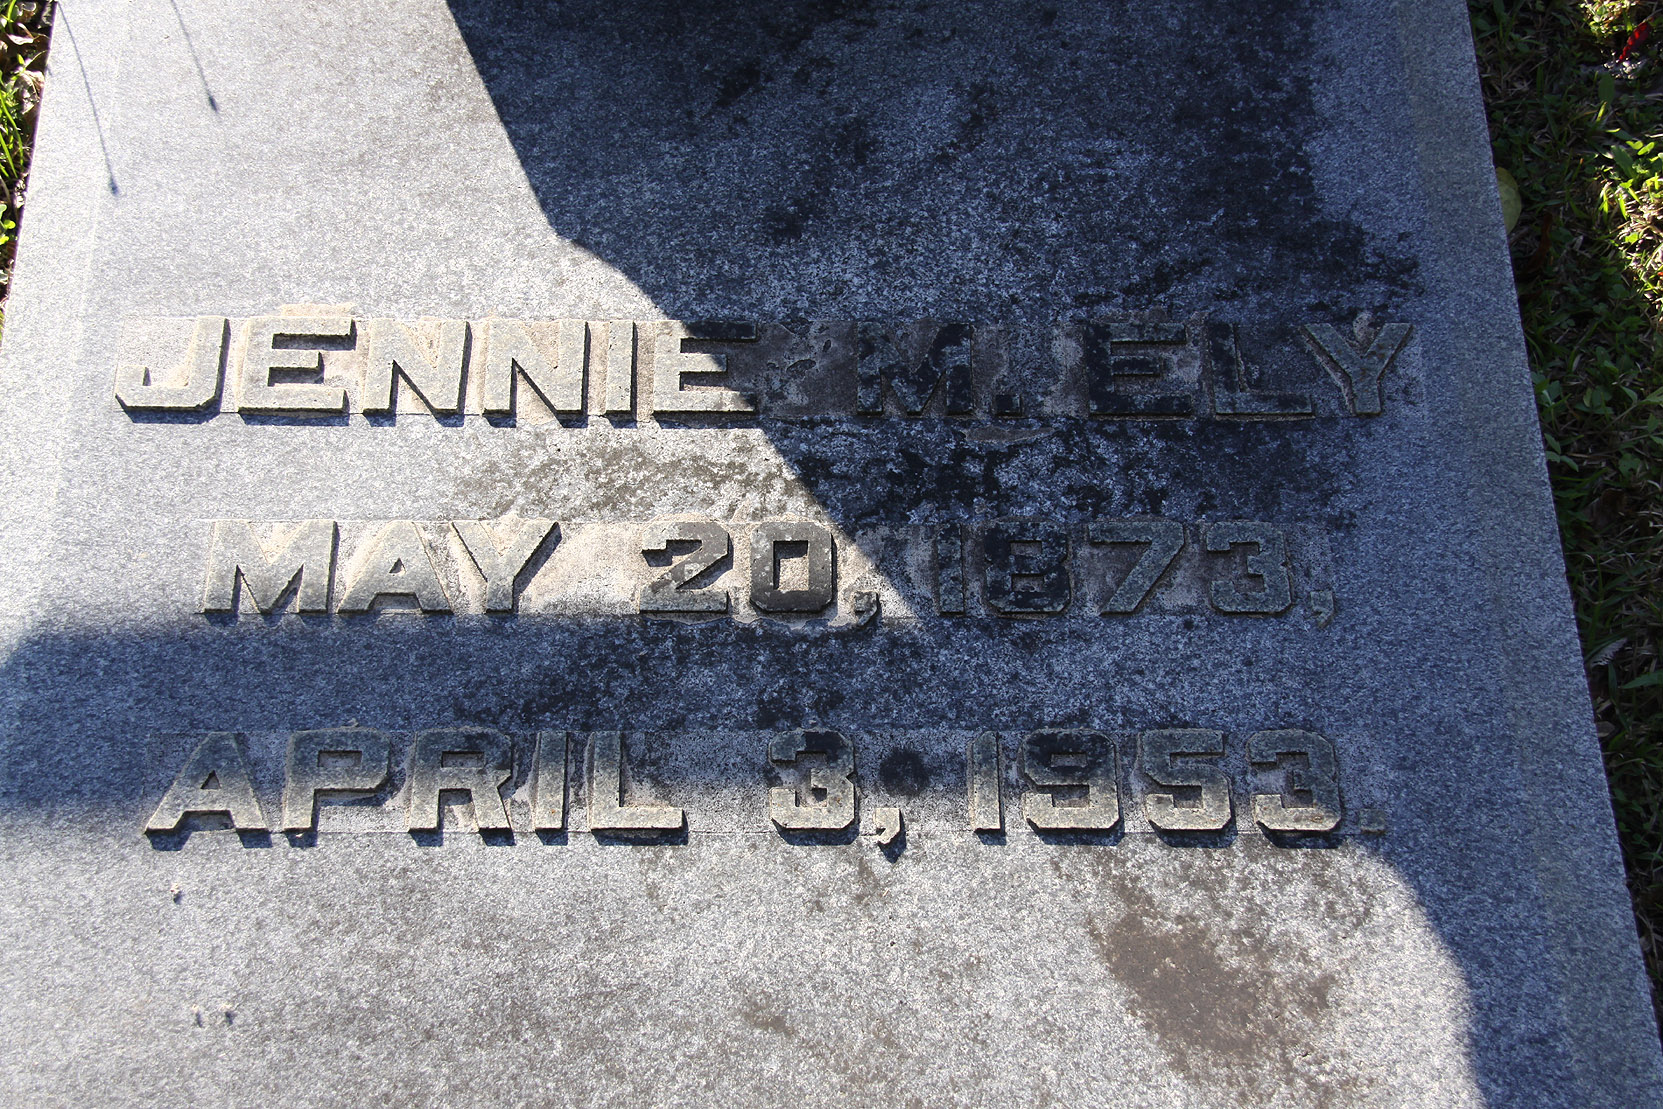 JENNIE M. ELY
MAY 20, 1873,
APRIL 3, 1953.